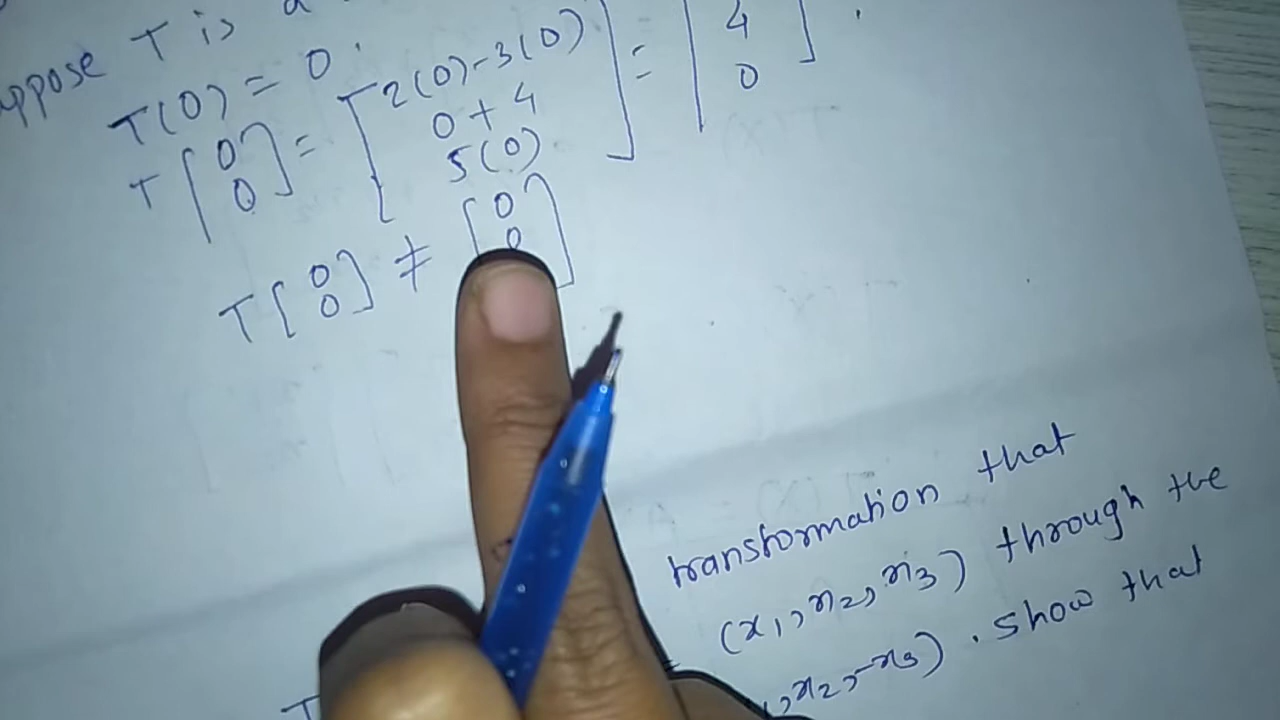 T is a
T(0) = 0.
T [0 0] = [2(0)-3(0) 0+4 5(0)] = [4 0].
T [0 0] ≠ [0 0]
transformation that
(x1, x2, x3) through the
, x2, -x3). show that